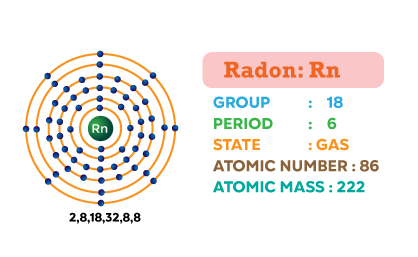 Radon: Rn
GROUP : 18
PERIOD : 6
STATE : GAS
ATOMIC NUMBER : 86
ATOMIC MASS : 222
Rn
2,8,18,32,8,8